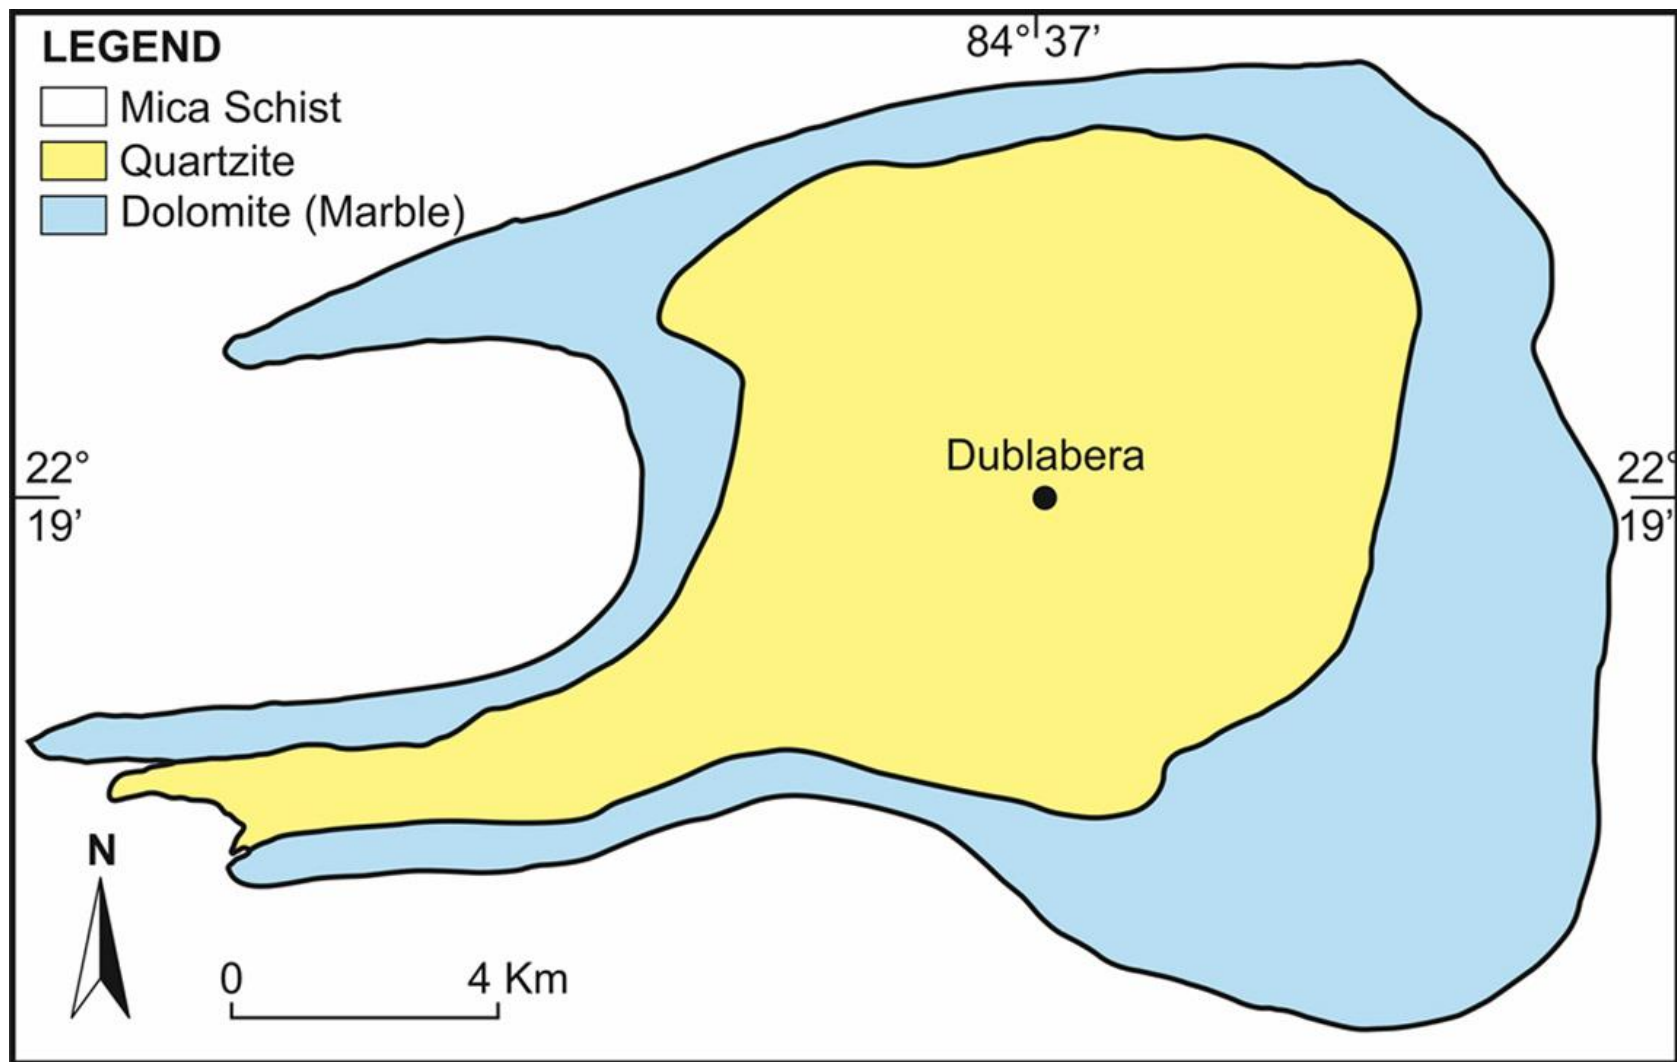 LEGEND
84° 37’
Mica Schist
Quartzite
Dolomite (Marble)
Dublabera
22°
19’
22°
19’
N
0 4 Km